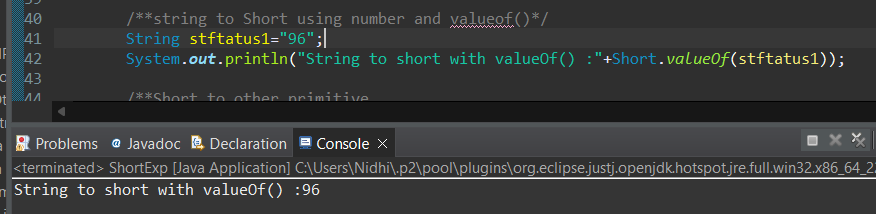 40 /**string to Short using number and valueof()*/
41 String stftatus1="96";
42 System.out.println("String to short with valueOf() :"+Short.valueOf(stftatus1));
43
44 /**Short to other primitive
Problems @ Javadoc Declaration Console ×
<terminated> ShortExp [Java Application] C:\Users\Nidhi\.p2\pool\plugins\org.eclipse.justj.openjdk.hotspot.jre.full.win32.x86_64_2
String to short with valueOf() :96